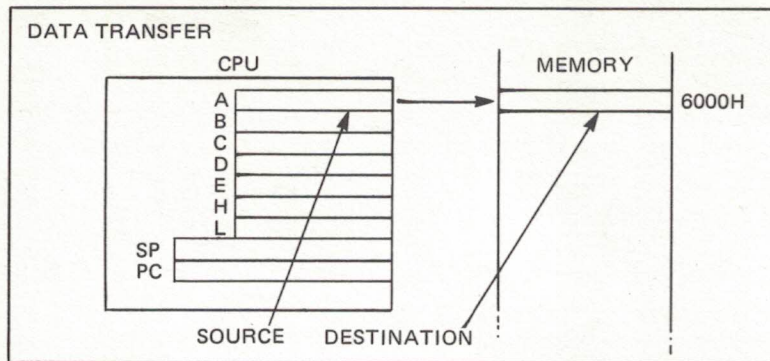 DATA TRANSFER
CPU
MEMORY
A
6000H
B
C
D
E
H
L
SP
PC
SOURCE
DESTINATION